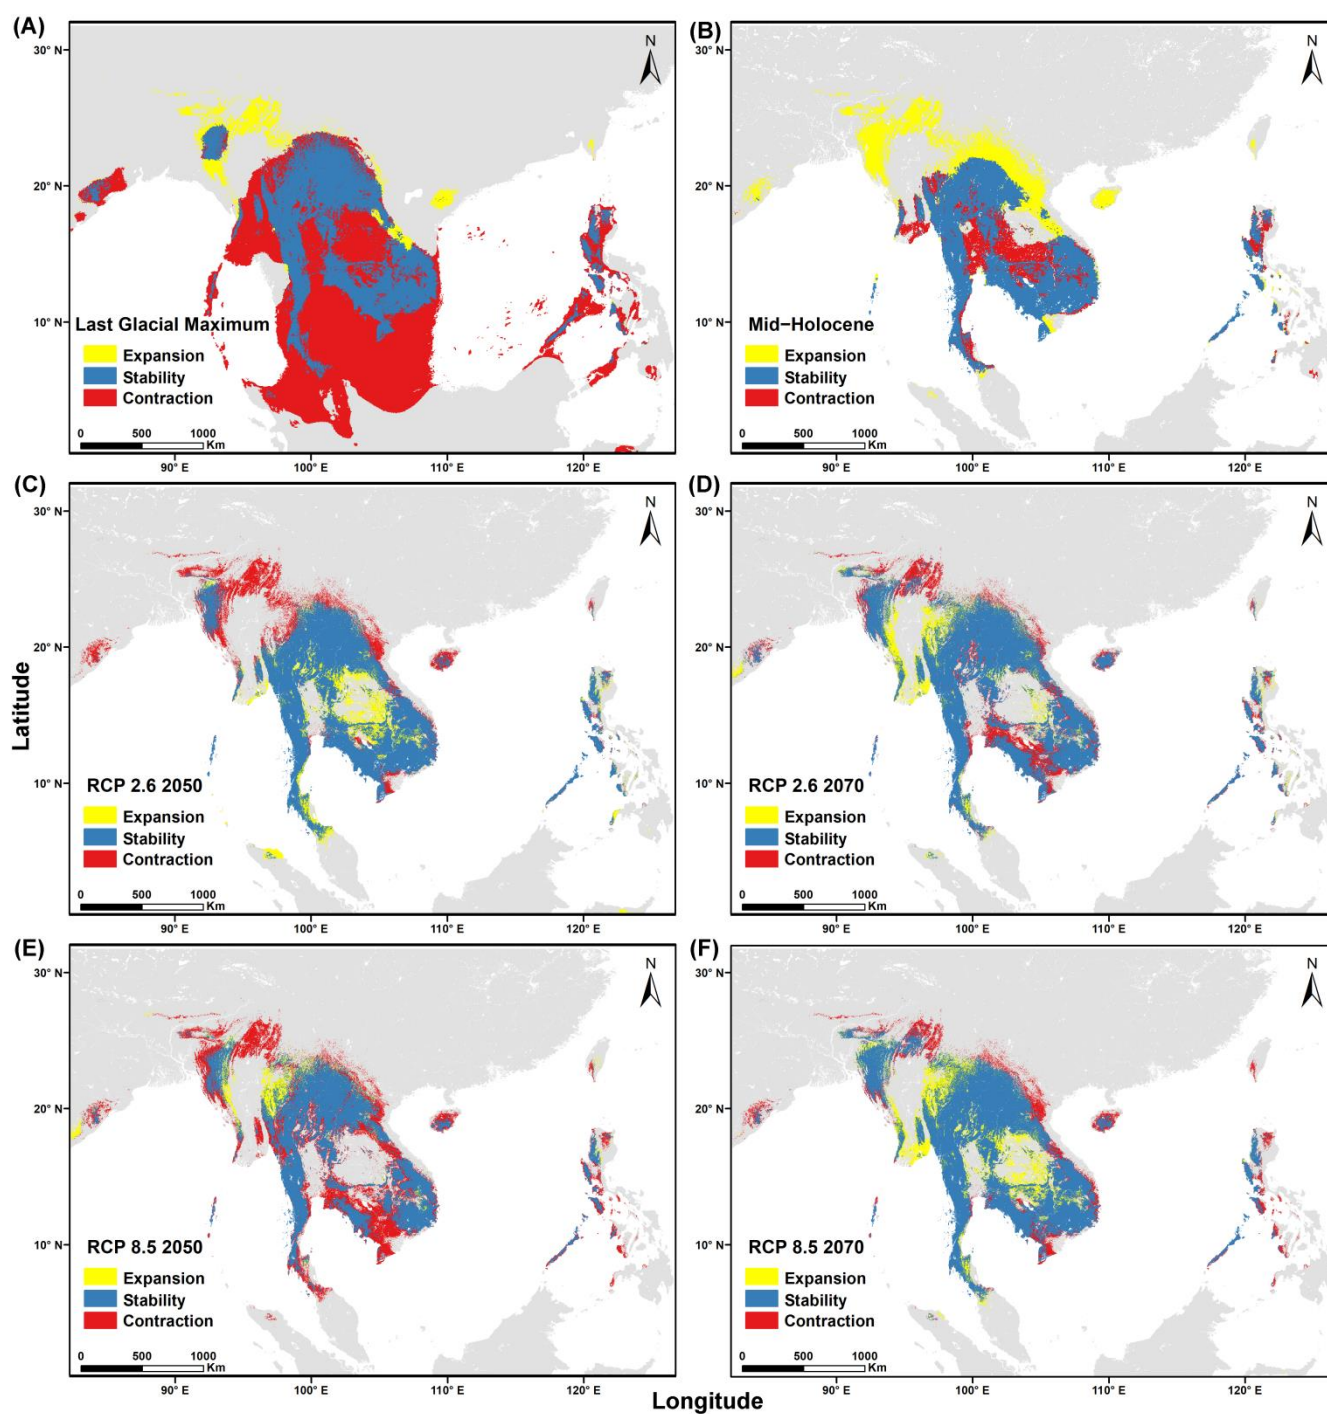 (A)
N
30° N
20° N
10° N
Last Glacial Maximum
Expansion
Stability
Contraction
0 500 1000
Km
90° E 100° E 110° E 120° E
(B)
N
30° N
20° N
10° N
Mid−Holocene
Expansion
Stability
Contraction
0 500 1000
Km
90° E 100° E 110° E 120° E
(C)
N
30° N
20° N
10° N
RCP 2.6 2050
Expansion
Stability
Contraction
0 500 1000
Km
90° E 100° E 110° E 120° E
(D)
N
30° N
20° N
10° N
RCP 2.6 2070
Expansion
Stability
Contraction
0 500 1000
Km
90° E 100° E 110° E 120° E
Latitude
(E)
N
30° N
20° N
10° N
RCP 8.5 2050
Expansion
Stability
Contraction
0 500 1000
Km
90° E 100° E 110° E 120° E
(F)
N
30° N
20° N
10° N
RCP 8.5 2070
Expansion
Stability
Contraction
0 500 1000
Km
90° E 100° E 110° E 120° E
Longitude